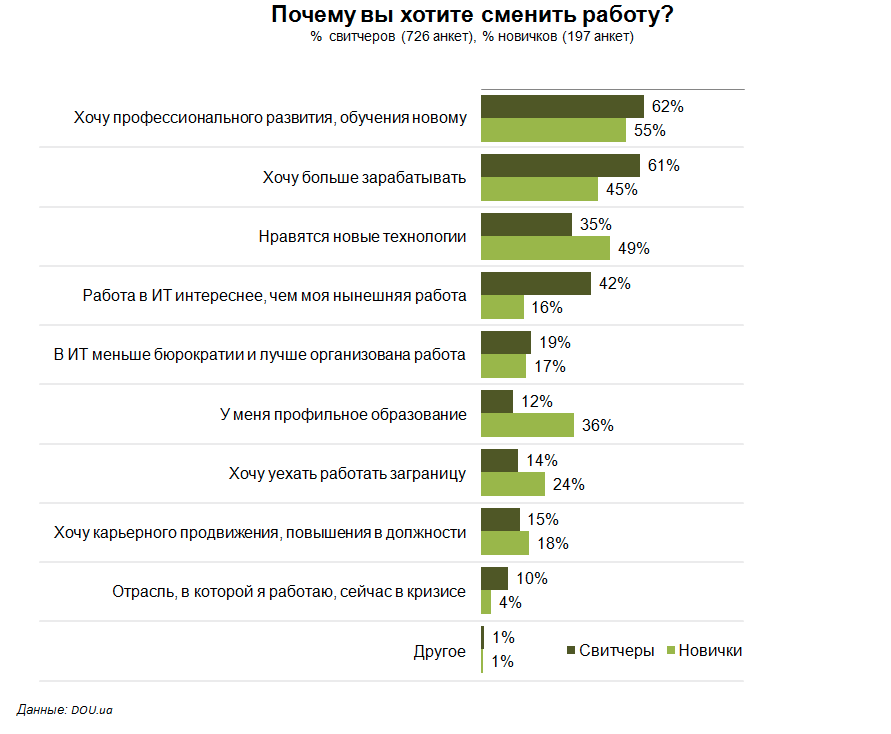 Почему вы хотите сменить работу?
% свитчеров (726 анкет), % новичков (197 анкет)
Хочу профессионального развития, обучения новому
62%
55%
Хочу больше зарабатывать
61%
45%
Нравятся новые технологии
35%
49%
Работа в ИТ интереснее, чем моя нынешняя работа
42%
16%
В ИТ меньше бюрократии и лучше организована работа
19%
17%
У меня профильное образование
12%
36%
Хочу уехать работать заграницу
14%
24%
Хочу карьерного продвижения, повышения в должности
15%
18%
Отрасль, в которой я работаю, сейчас в кризисе
10%
4%
Другое
1%
1%
Свитчеры Новички
Данные: DOU.ua